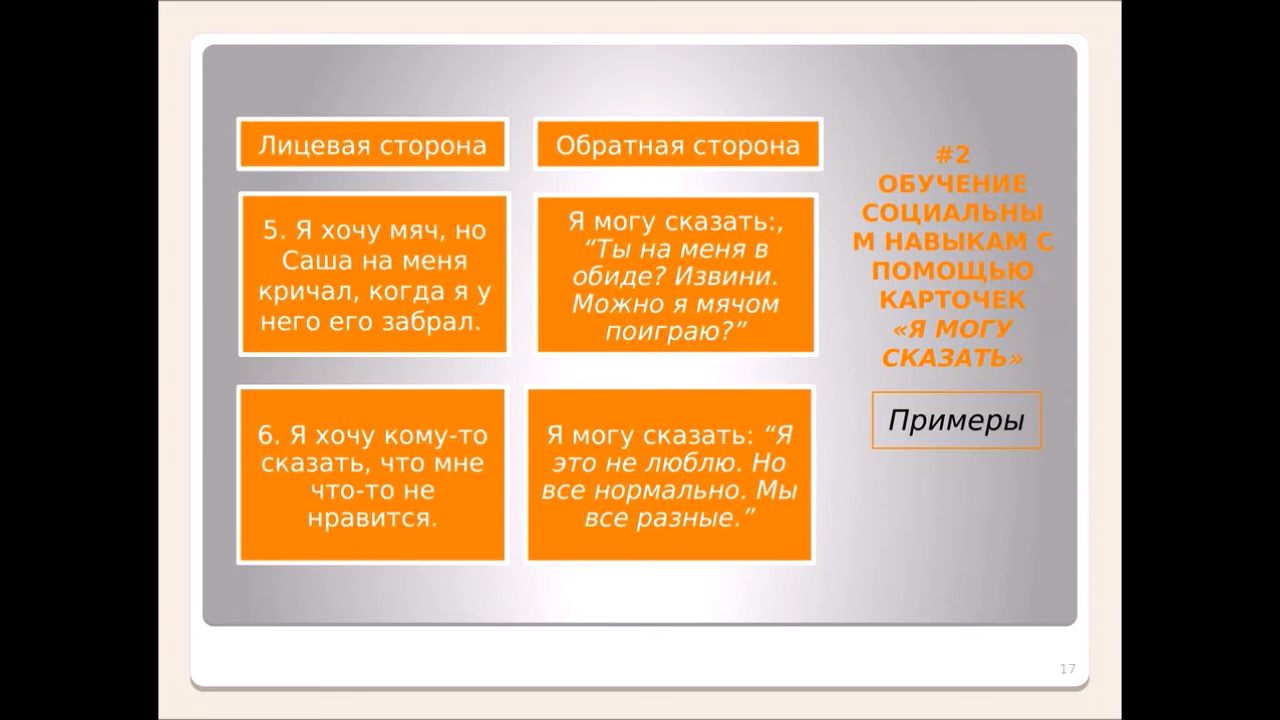 Лицевая сторона
Обратная сторона
5. Я хочу мяч, но
Саша на меня
кричал, когда я у
него его забрал.
Я могу сказать:,
“Ты на меня в
обиде? Извини.
Можно я мячом
поиграю?”
6. Я хочу кому-то
сказать, что мне
что-то не
нравится.
Я могу сказать: “Я
это не люблю. Но
все нормально. Мы
все разные.”
#2
ОБУЧЕНИЕ
СОЦИАЛЬНЫ
М НАВЫКАМ С
ПОМОЩЬЮ
КАРТОЧЕК
«Я МОГУ
СКАЗАТЬ»
Примеры
17